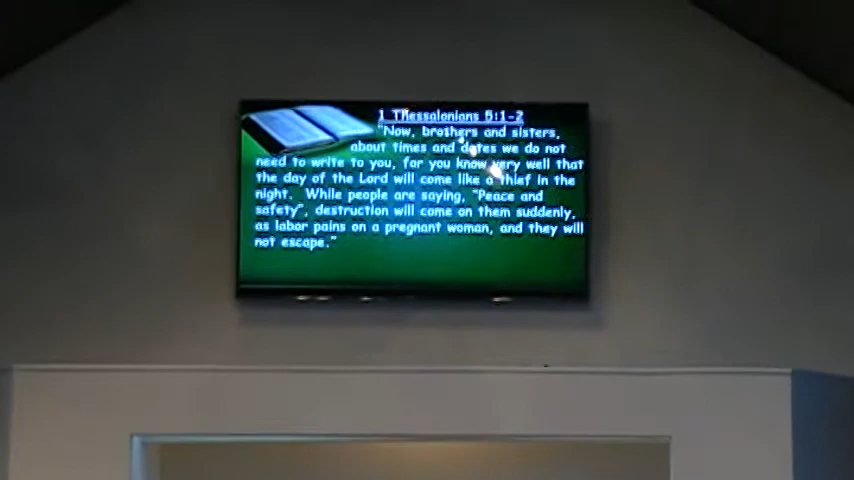 1 Thessalonians 5:1-2
"Now, brothers and sisters,
about times and dates we do not
need to write to you, for you know very well that
the day of the Lord will come like a thief in the
night. While people are saying, "Peace and
safety", destruction will come on them suddenly,
as labor pains on a pregnant woman, and they will
not escape."